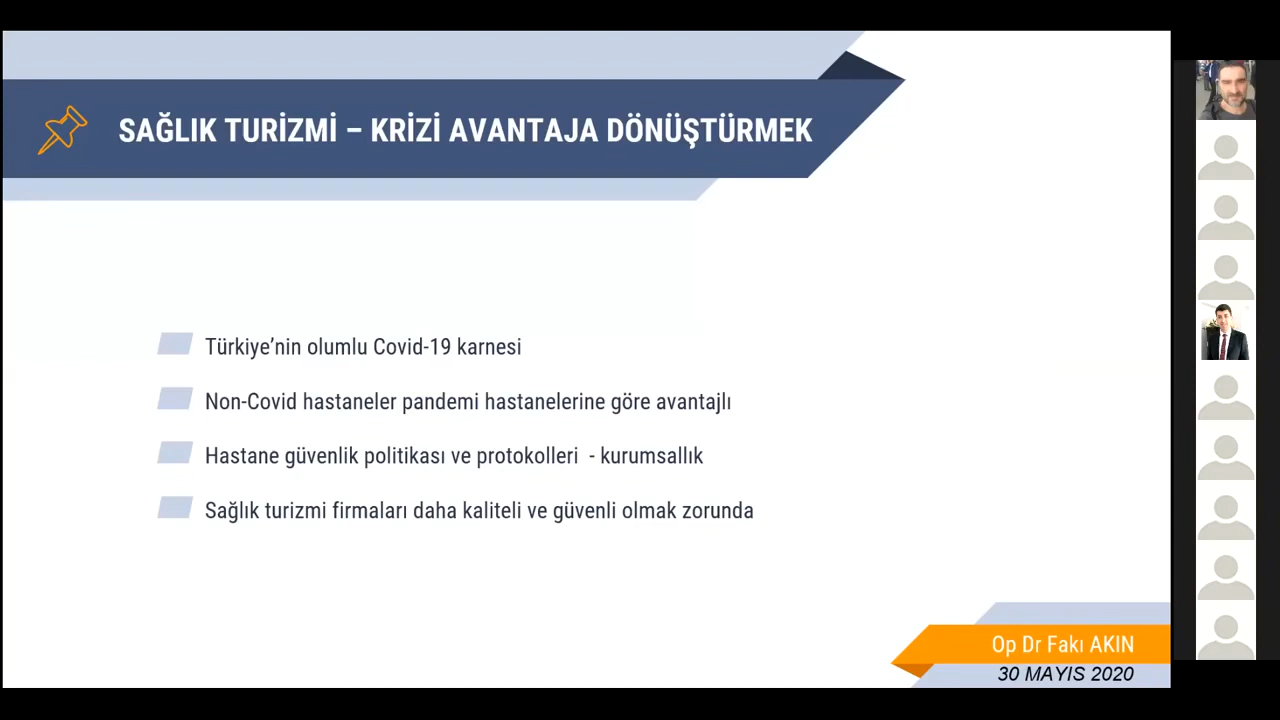 SAĞLIK TURİZMİ – KRİZİ AVANTAJA DÖNÜŞTÜRMEK
Türkiye’nin olumlu Covid-19 karnesi
Non-Covid hastaneler pandemi hastanelerine göre avantajlı
Hastane güvenlik politikası ve protokolleri - kurumsallık
Sağlık turizmi firmaları daha kaliteli ve güvenli olmak zorunda
Op Dr Fakı AKIN
30 MAYIS 2020